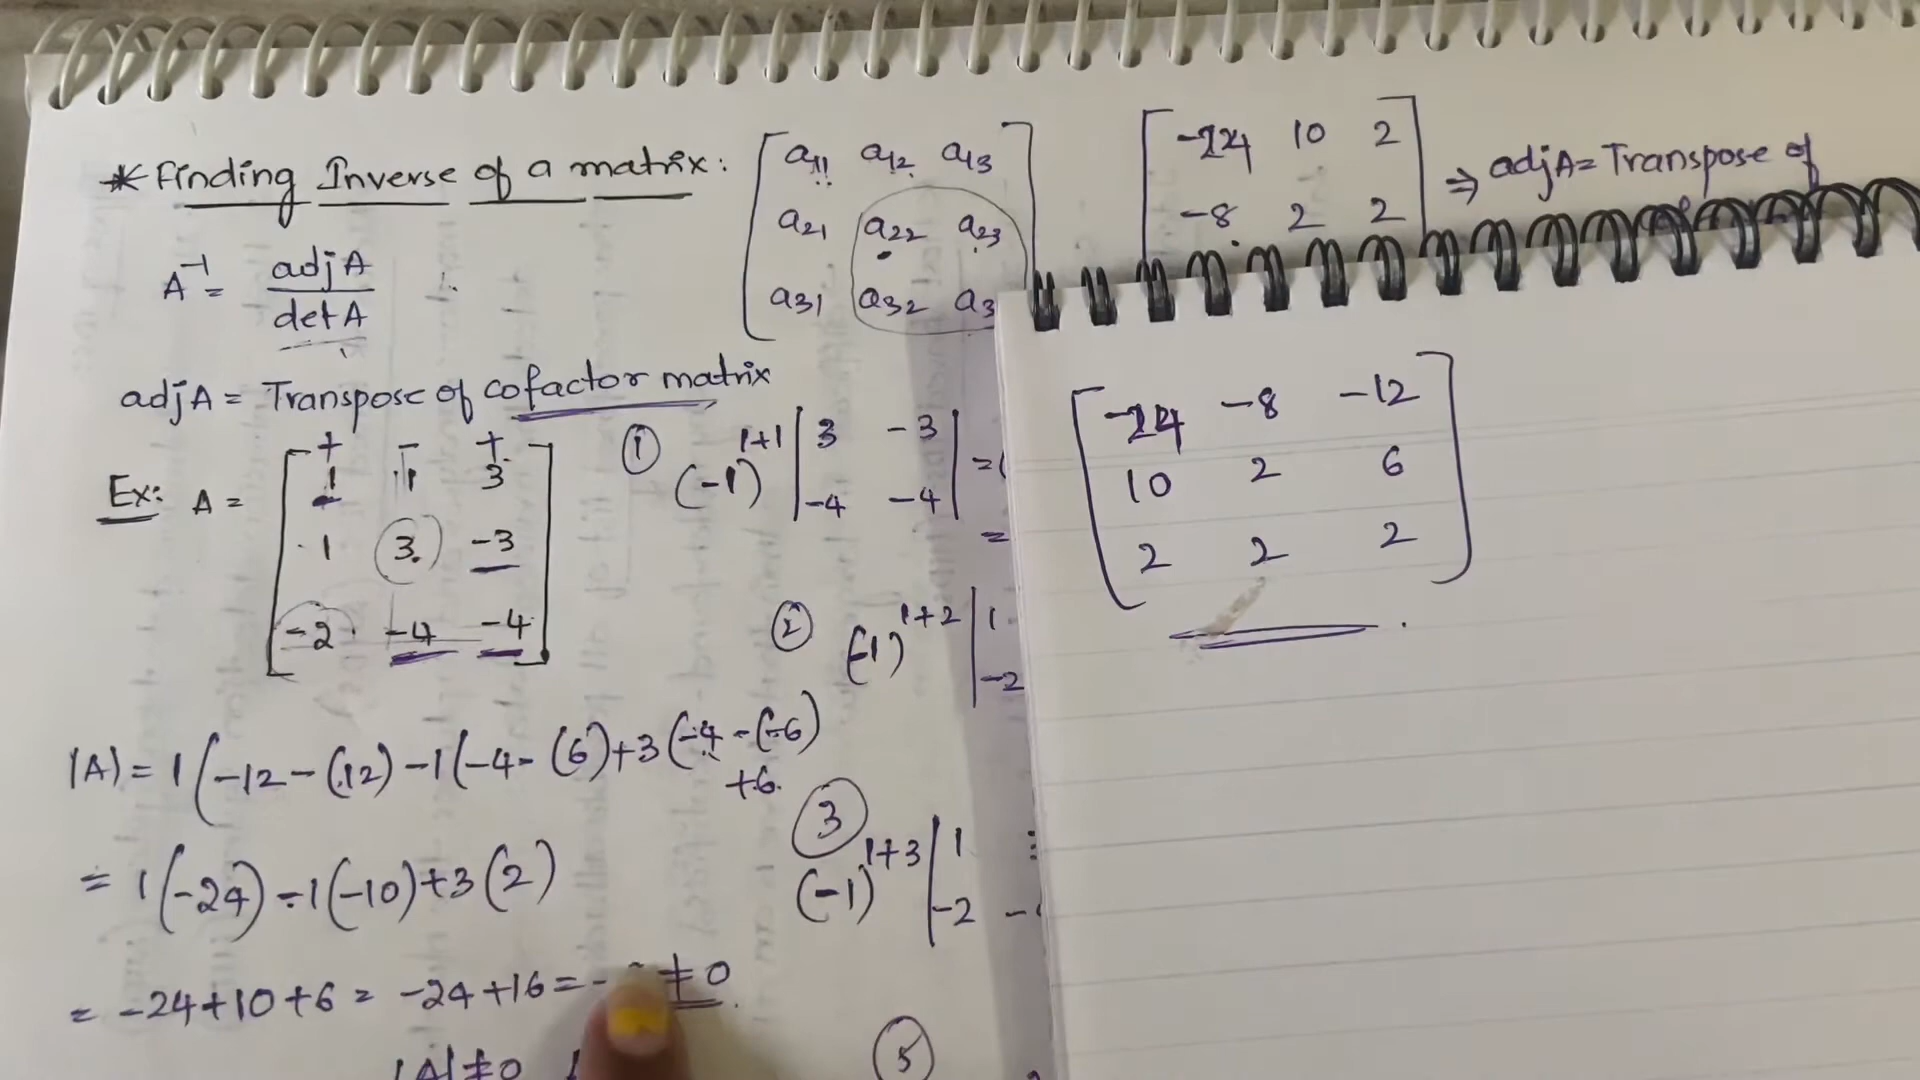 * Finding Inverse of a matrix:
A⁻¹ = adjA / detA
adjA = Transpose of cofactor matrix
+ - +
Ex: A = [1 1 3
1 3 -3
-2 -4 -4]
|A| = 1(-12-(12)-1(-4-(6)+3(-4-(-6)
+6
= 1(-24)-1(-10)+3(2)
= -24+10+6 = -24+16 = - ≠ 0
|A| ≠ 0
[a11 a12 a13
a21 a22 a23
a31 a32 a3
① (-1)^1+1 |3 -3
-4 -4| = (
=
② (-1)^1+2 |1
-2
③ (-1)^1+3 |1
-2 -
⑤
[-24 10 2
-8 2 2] ⇒ adjA = Transpose of
[-24 -8 -12
10 2 6
2 2 2]